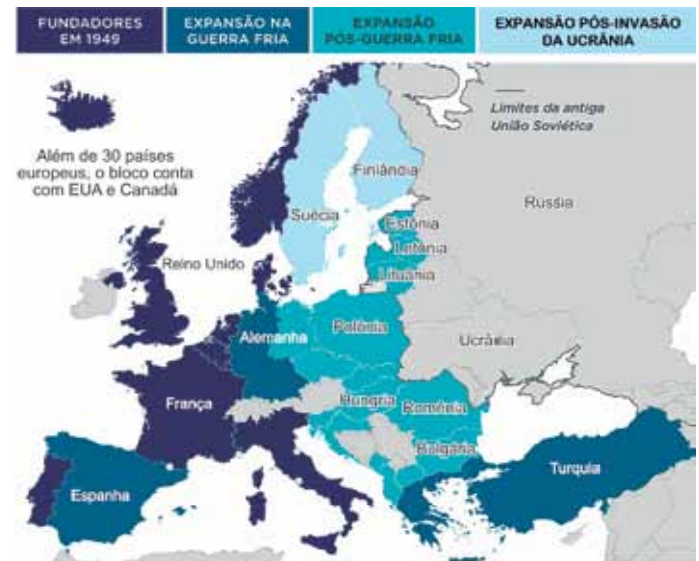 FUNDADORES
EM 1949
EXPANSÃO NA
GUERRA FRIA
EXPANSÃO
PÓS-GUERRA FRIA
EXPANSÃO PÓS-INVASÃO
DA UCRÂNIA
Limites da antiga
União Soviética
Além de 30 países
europeus, o bloco conta
com EUA e Canadá
Finlândia
Suécia
Rússia
Estônia
Letônia
Lituânia
Reino Unido
Alemanha
Polônia
Ucrânia
França
Hungria
Romênia
Bulgária
Espanha
Turquia